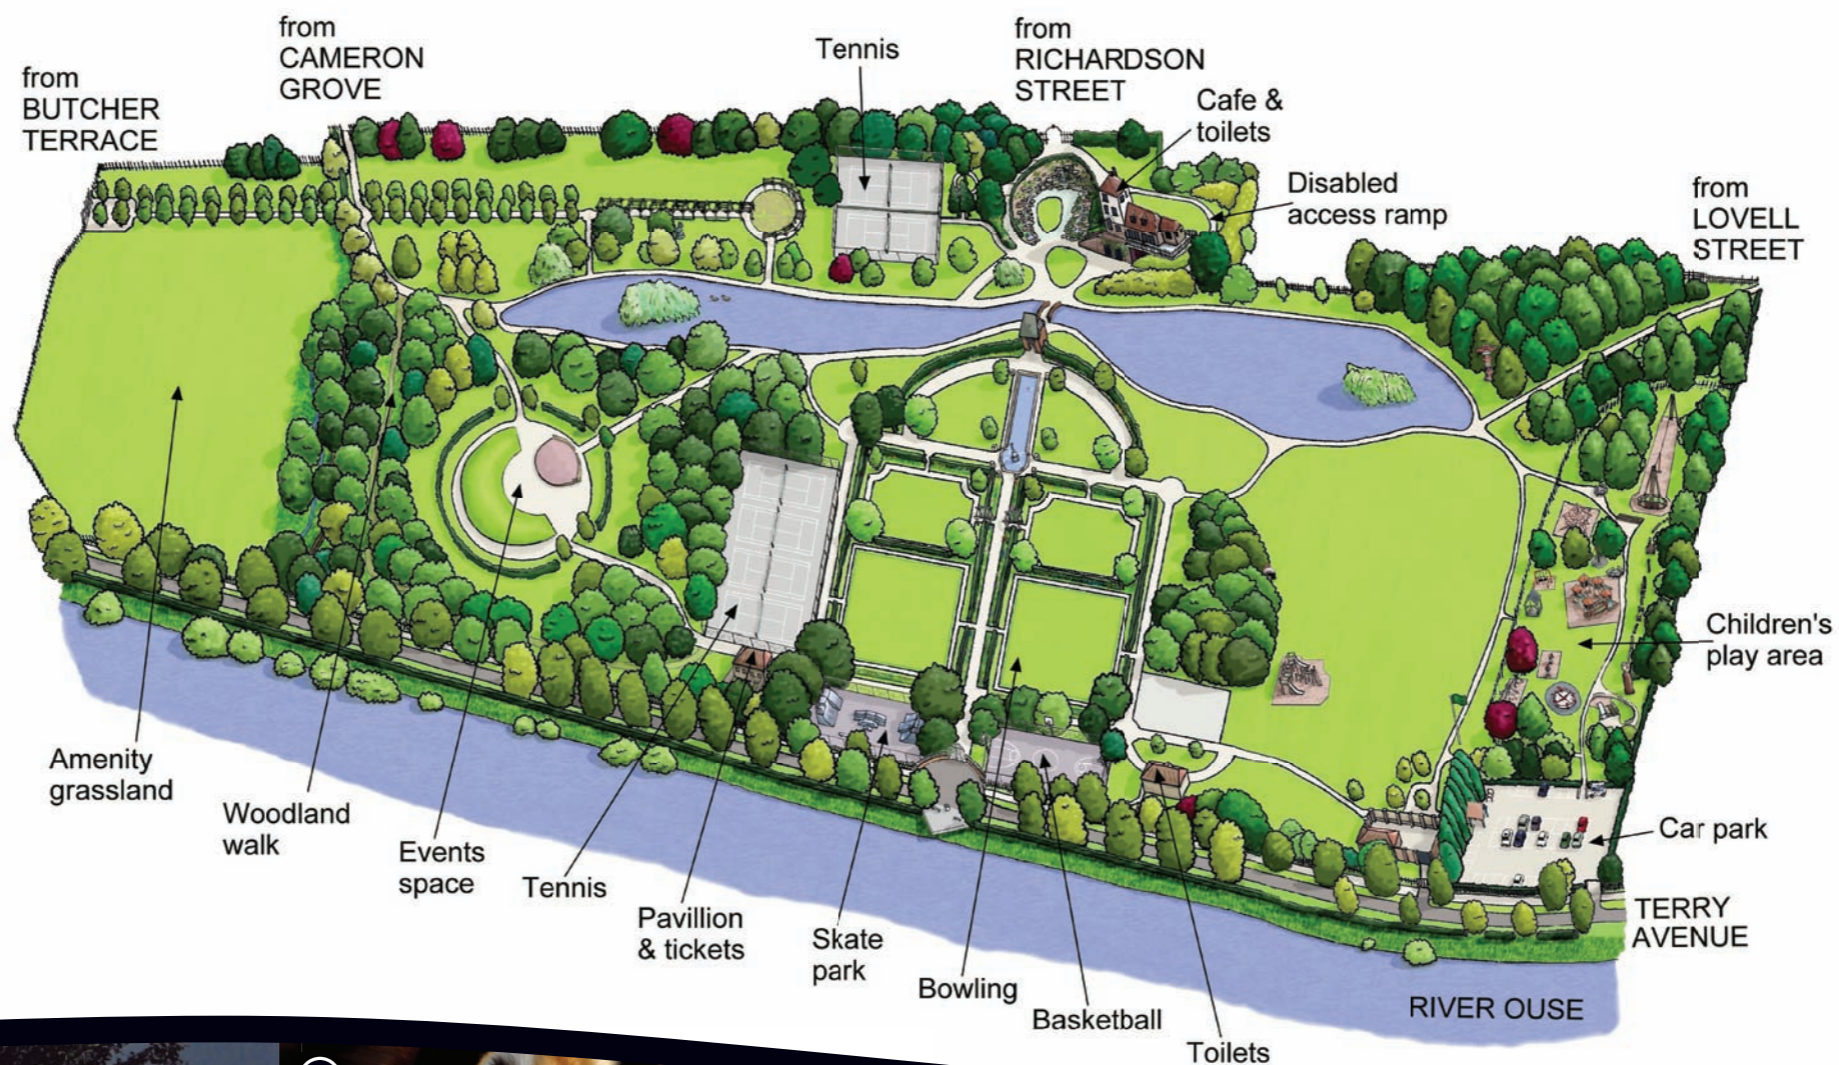 from
BUTCHER
TERRACE
from
CAMERON
GROVE
Tennis
from
RICHARDSON
STREET
Cafe &
toilets
Disabled
access ramp
from
LOVELL
STREET
Children's
play area
Car park
TERRY
AVENUE
RIVER OUSE
Amenity
grassland
Woodland
walk
Events
space
Tennis
Pavillion
& tickets
Skate
park
Bowling
Basketball
Toilets